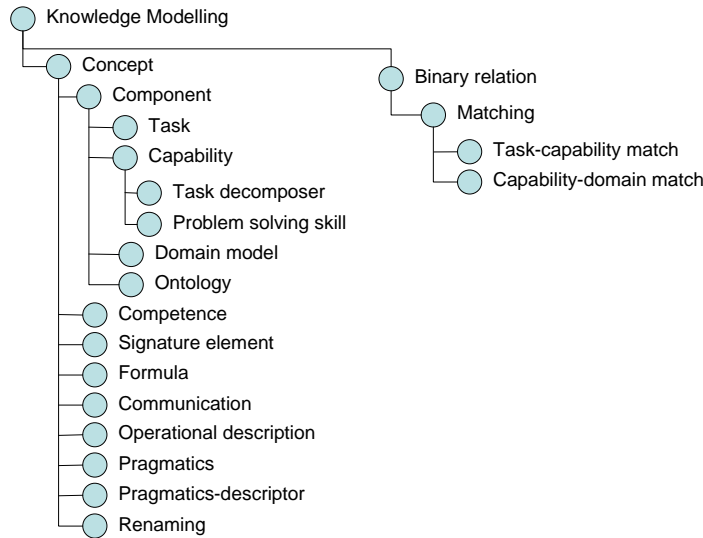 Knowledge Modelling
Concept
Component
Task
Capability
Task decomposer
Problem solving skill
Domain model
Ontology
Competence
Signature element
Formula
Communication
Operational description
Pragmatics
Pragmatics-descriptor
Renaming
Binary relation
Matching
Task-capability match
Capability-domain match